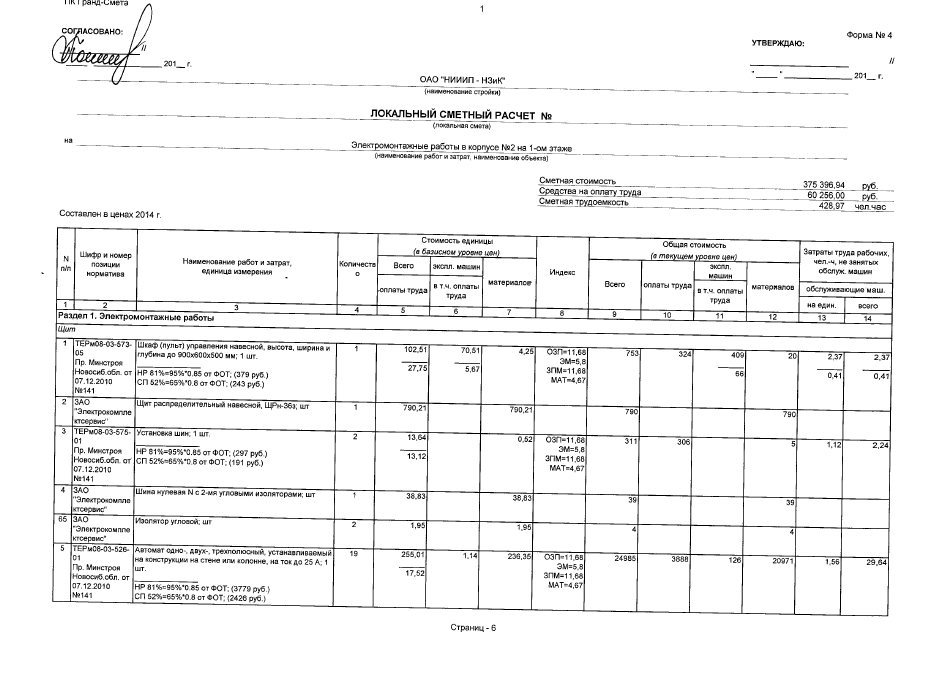 ПК Гранд-Смета
1
Форма № 4
СОГЛАСОВАНО:
УТВЕРЖДАЮ:
//
//
201__ г.
"_____" ______________ 201__ г.
ОАО "НИИИП - НЗиК"
(наименование стройки)
ЛОКАЛЬНЫЙ СМЕТНЫЙ РАСЧЕТ №
(локальная смета)
на Электромонтажные работы в корпусе №2 на 1-ом этаже
(наименование работ и затрат, наименование объекта)
Сметная стоимость 375 396,94 руб.
Средства на оплату труда 60 256,00 руб.
Сметная трудоемкость 428,97 чел.час
Составлен в ценах 2014 г.
N п/п
Шифр и номер позиции норматива
Наименование работ и затрат, единица измерения
Количество
Стоимость единицы
(в базисном уровне цен)
Всего
оплаты труда
экспл. машин
в т.ч. оплаты труда
материалов
Индекс
Общая стоимость
(в текущем уровне цен)
Всего
оплаты труда
экспл. машин
в т.ч. оплаты труда
материалов
Затраты труда рабочих, чел.-ч, не занятых обслуж. машин
обслуживающие маш.
на един.
всего
1 2 3 4 5 6 7 8 9 10 11 12 13 14
Раздел 1. Электромонтажные работы
Щит
1 ТЕРм08-03-573- Шкаф (пульт) управления навесной, высота, ширина и 1 102,51 70,51 4,25 ОЗП=11,68 753 324 409 20 2,37 2,37
05 глубина до 900х600х500 мм; 1 шт. ЭМ=5,8
Пр. Минстроя 27,75 5,67 ЗПМ=11,68 66 0,41 0,41
Новосиб.обл. от НР 81%=95%*0.85 от ФОТ; (379 руб.) МАТ=4,67
07.12.2010 СП 52%=65%*0.8 от ФОТ; (243 руб.)
№141
2 ЗАО Щит распределительный навесной, ЩРн-36з; шт 1 790,21 790,21 790 790
"Электрокомпле
ктсервис"
3 ТЕРм08-03-575- Установка шин; 1 шт. 2 13,64 0,52 ОЗП=11,68 311 306 5 1,12 2,24
01 ЭМ=5,8
Пр. Минстроя НР 81%=95%*0.85 от ФОТ; (297 руб.) 13,12 ЗПМ=11,68
Новосиб.обл. от СП 52%=65%*0.8 от ФОТ; (191 руб.) МАТ=4,67
07.12.2010
№141
4 ЗАО Шина нулевая N с 2-мя угловыми изоляторами; шт 1 38,83 38,83 39 39
"Электрокомпле
ктсервис"
65 ЗАО Изолятор угловой; шт 2 1,95 1,95 4 4
"Электрокомпле
ктсервис"
5 ТЕРм08-03-526- Автомат одно-, двух-, трехполюсный, устанавливаемый 19 255,01 1,14 236,35 ОЗП=11,68 24985 3888 126 20971 1,56 29,64
01 на конструкции на стене или колонне, на ток до 25 А; 1 ЭМ=5,8
Пр. Минстроя шт. 17,52 ЗПМ=11,68
Новосиб.обл. от МАТ=4,67
07.12.2010 НР 81%=95%*0.85 от ФОТ; (3779 руб.)
№141 СП 52%=65%*0.8 от ФОТ; (2426 руб.)
Страниц - 6